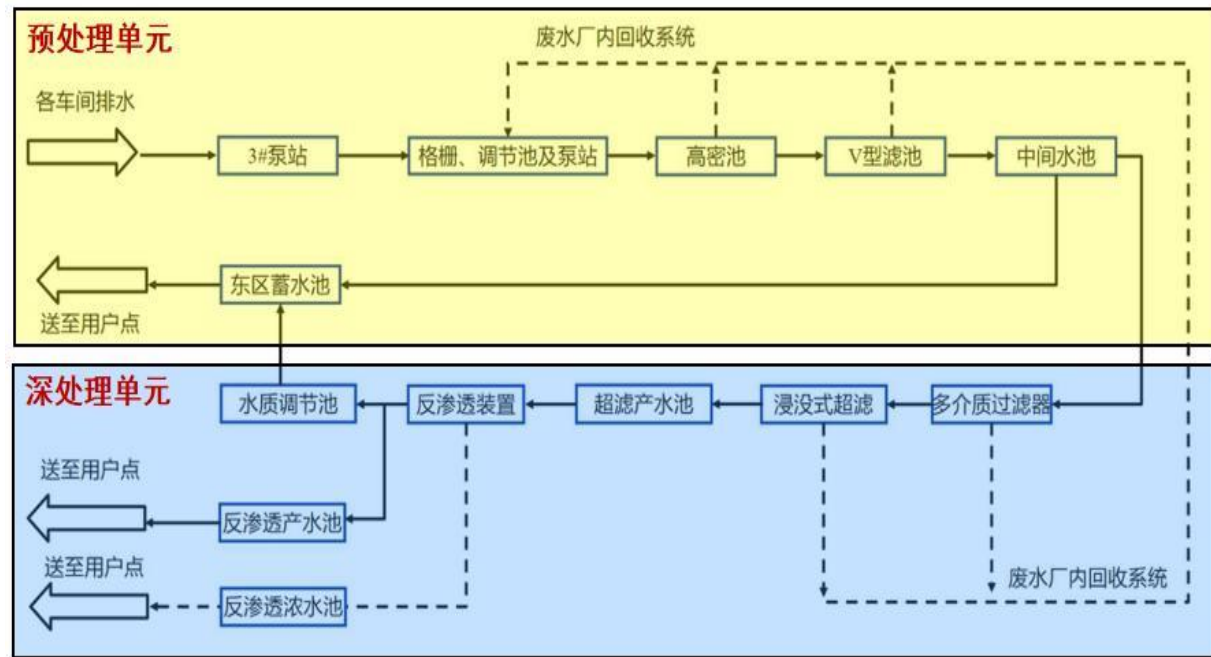 预处理单元
废水厂内回收系统
各车间排水
3#泵站
格栅、调节池及泵站
高密池
V型滤池
中间水池
东区蓄水池
送至用户点
深处理单元
水质调节池
反渗透装置
超滤产水池
浸没式超滤
多介质过滤器
送至用户点
反渗透产水池
送至用户点
废水厂内回收系统
反渗透浓水池